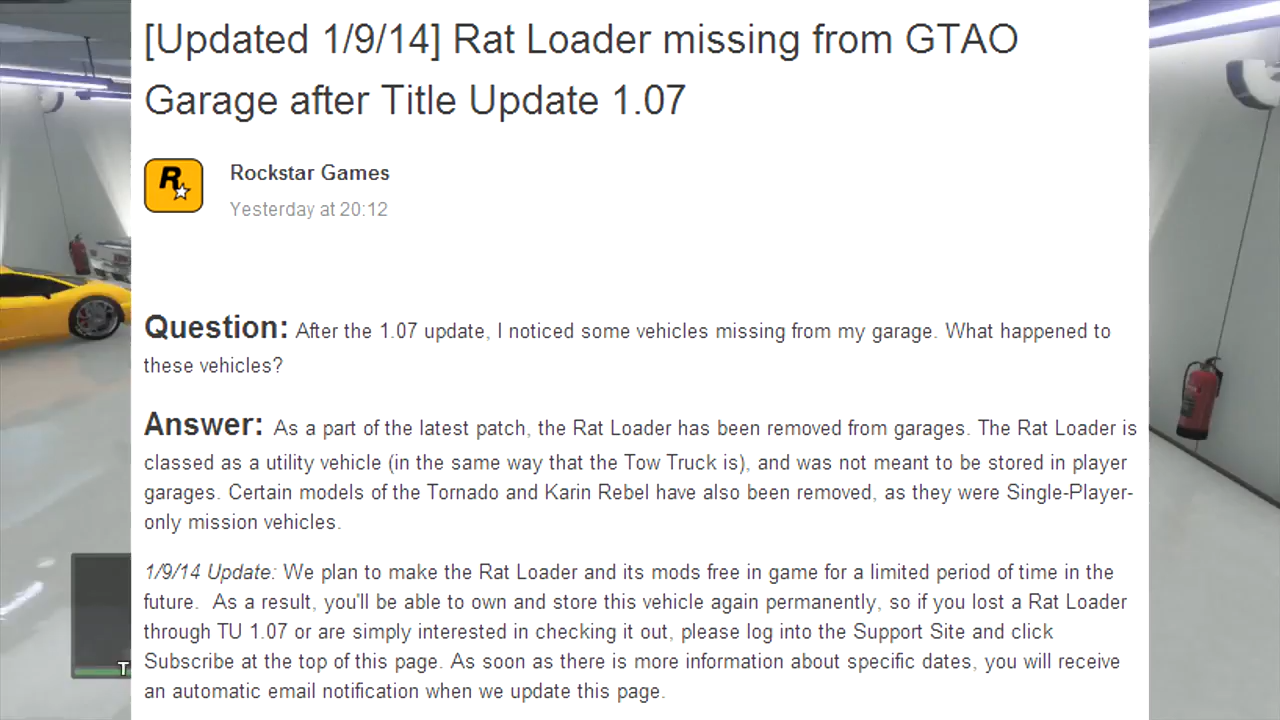 [Updated 1/9/14] Rat Loader missing from GTAO
Garage after Title Update 1.07
R
Rockstar Games
Yesterday at 20:12
Question: After the 1.07 update, I noticed some vehicles missing from my garage. What happened to
these vehicles?
Answer: As a part of the latest patch, the Rat Loader has been removed from garages. The Rat Loader is
classed as a utility vehicle (in the same way that the Tow Truck is), and was not meant to be stored in player
garages. Certain models of the Tornado and Karin Rebel have also been removed, as they were Single-Player-
only mission vehicles.
1/9/14 Update: We plan to make the Rat Loader and its mods free in game for a limited period of time in the
future.  As a result, you'll be able to own and store this vehicle again permanently, so if you lost a Rat Loader
through TU 1.07 or are simply interested in checking it out, please log into the Support Site and click
Subscribe at the top of this page. As soon as there is more information about specific dates, you will receive
an automatic email notification when we update this page.
T